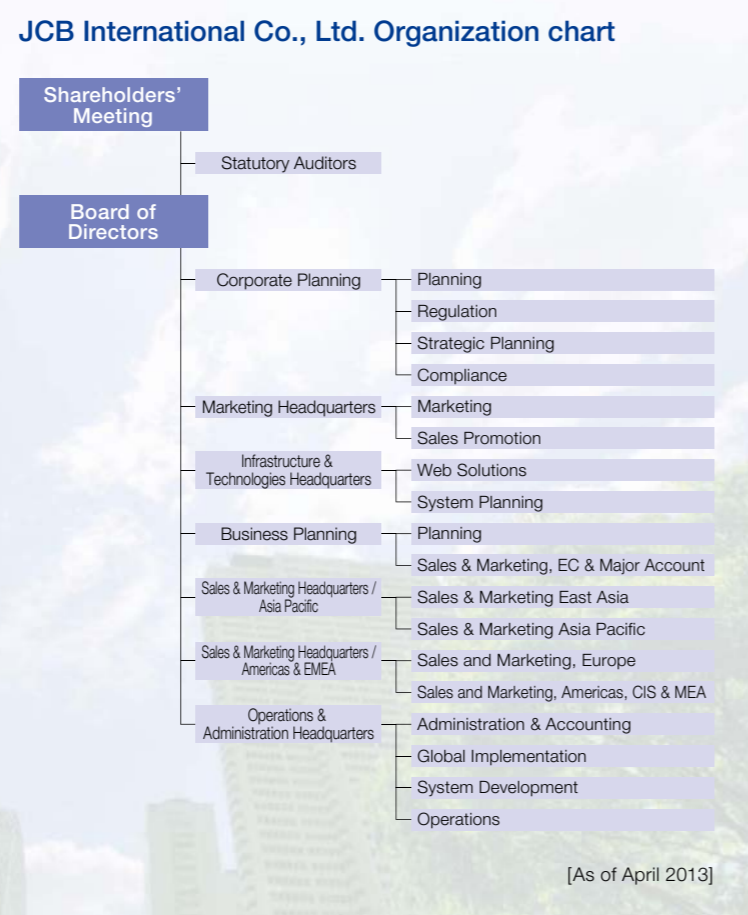 JCB International Co., Ltd. Organization chart
Shareholders’
Meeting
Statutory Auditors
Board of
Directors
Corporate Planning
Planning
Regulation
Strategic Planning
Compliance
Marketing Headquarters
Marketing
Sales Promotion
Infrastructure &
Technologies Headquarters
Web Solutions
System Planning
Business Planning
Planning
Sales & Marketing, EC & Major Account
Sales & Marketing Headquarters /
Asia Pacific
Sales & Marketing East Asia
Sales & Marketing Asia Pacific
Sales & Marketing Headquarters /
Americas & EMEA
Sales and Marketing, Europe
Sales and Marketing, Americas, CIS & MEA
Operations &
Administration Headquarters
Administration & Accounting
Global Implementation
System Development
Operations
[As of April 2013]